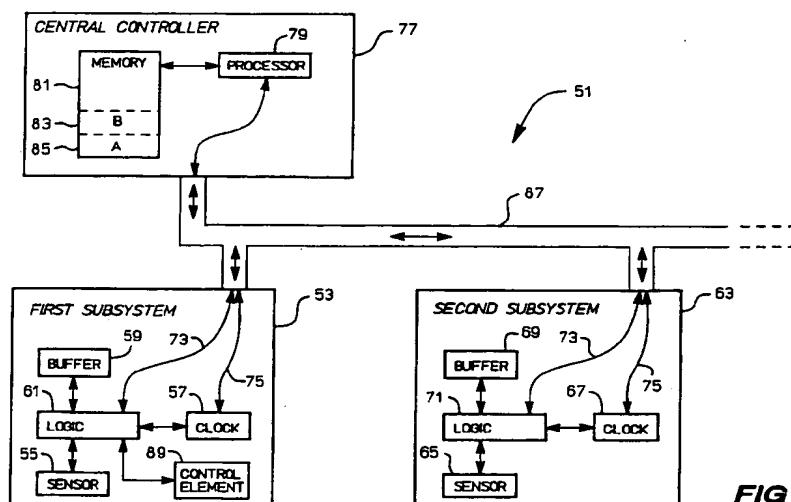 CENTRAL CONTROLLER
77
79
MEMORY
PROCESSOR
81
51
83
B
85
A
87
FIRST SUBSYSTEM
53
SECOND SUBSYSTEM
63
59
73
69
73
BUFFER
BUFFER
61
57
75
71
67
75
LOGIC
CLOCK
LOGIC
CLOCK
55
89
65
SENSOR
CONTROL
ELEMENT
SENSOR
FIG